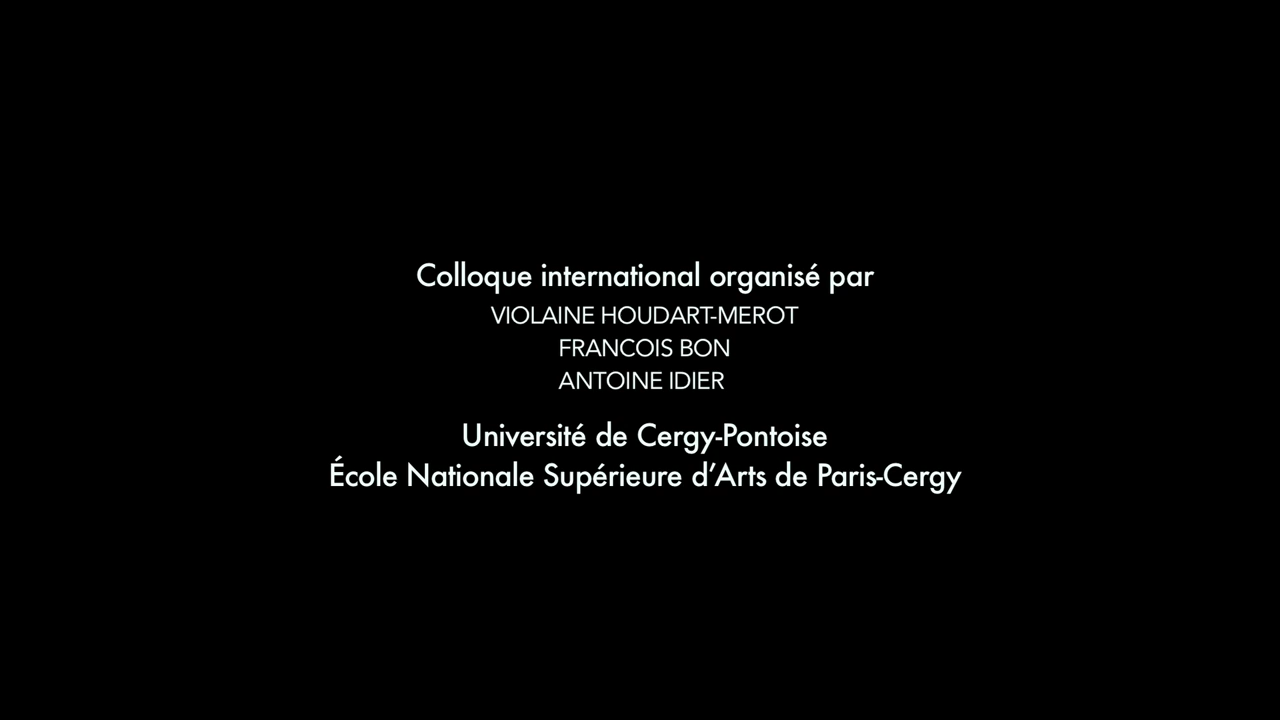 Colloque international organisé par
VIOLAINE HOUDART-MEROT
FRANCOIS BON
ANTOINE IDIER
Université de Cergy-Pontoise
École Nationale Supérieure d’Arts de Paris-Cergy